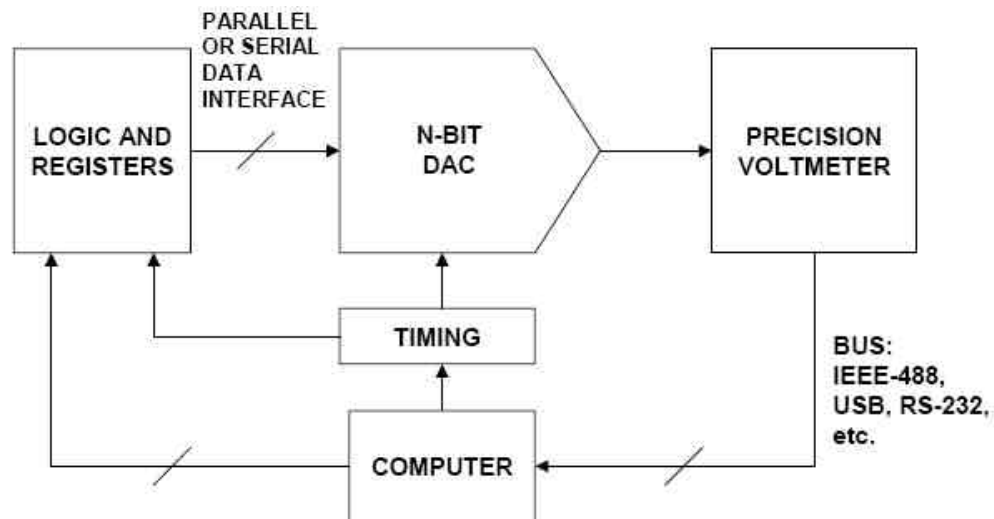 PARALLEL
OR SERIAL
DATA
INTERFACE
LOGIC AND
REGISTERS
N-BIT
DAC
PRECISION
VOLTMETER
TIMING
BUS:
IEEE-488,
USB, RS-232,
etc.
COMPUTER